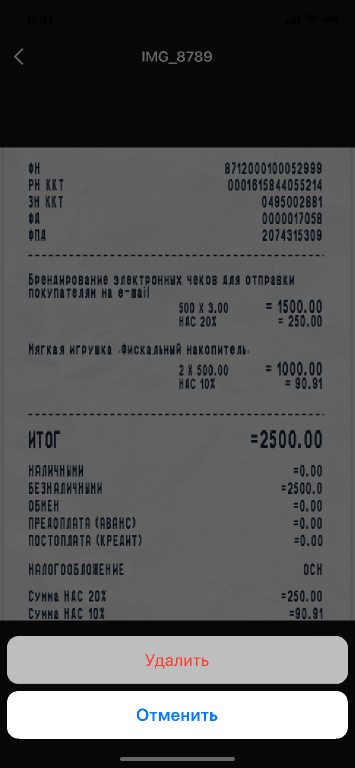 9:41
IMG_8789
ФН 8712000100052999
РН ККТ 0001615844055214
ЗН ККТ 0495002881
ФД 0000017058
ФПД 2074315309
Брендирование электронных чеков для отправки
покупателям на e-mail
500 X 3.00 = 1500.00
НДС 20% = 250.00
Мягкая игрушка «Фискальный накопитель»
2 X 500.00 = 1000.00
НДС 10% = 90.91
ИТОГ =2500.00
НАЛИЧНЫМИ =0.00
БЕЗНАЛИЧНЫМИ =2500.0
ОБМЕН =0.00
ПРЕДОПЛАТА (АВАНС) =0.00
ПОСТОПЛАТА (КРЕДИТ) =0.00
НАЛОГООБЛОЖЕНИЕ ОСН
Сумма НДС 20% =250.00
Сумма НДС 10% =90.91
Удалить
Отменить